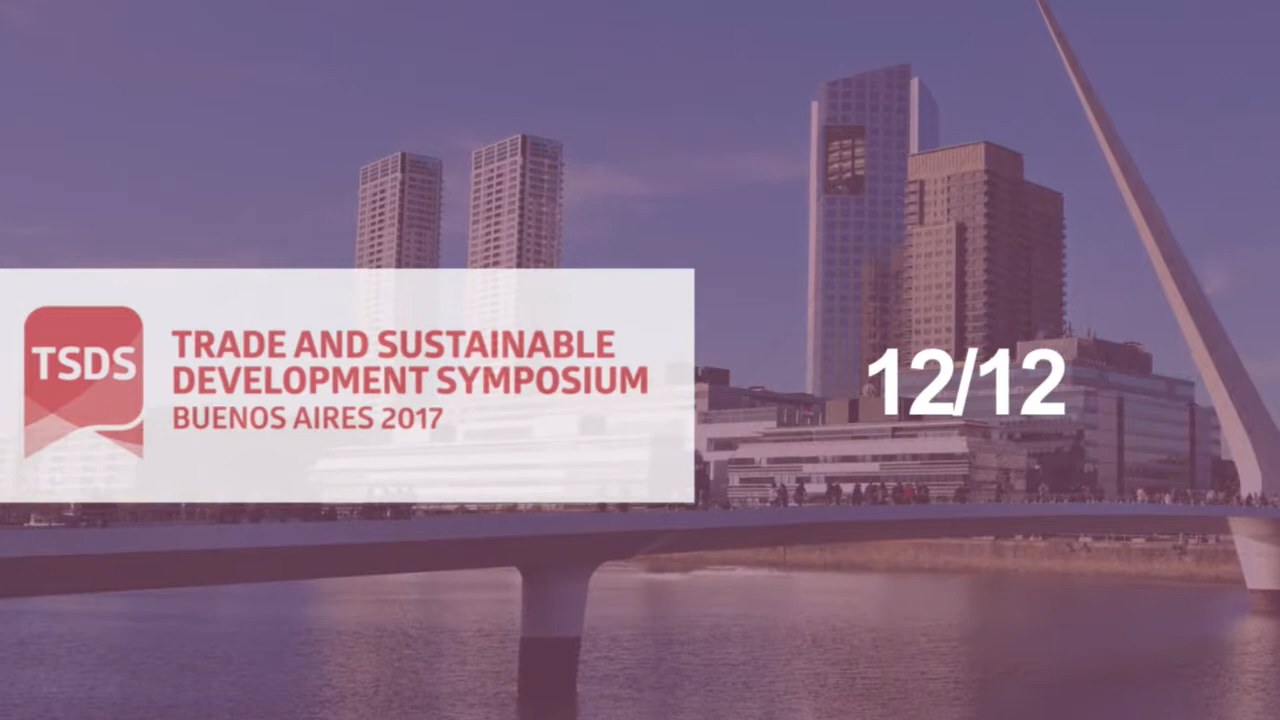 TSDS
TRADE AND SUSTAINABLE
DEVELOPMENT SYMPOSIUM
BUENOS AIRES 2017
12/12